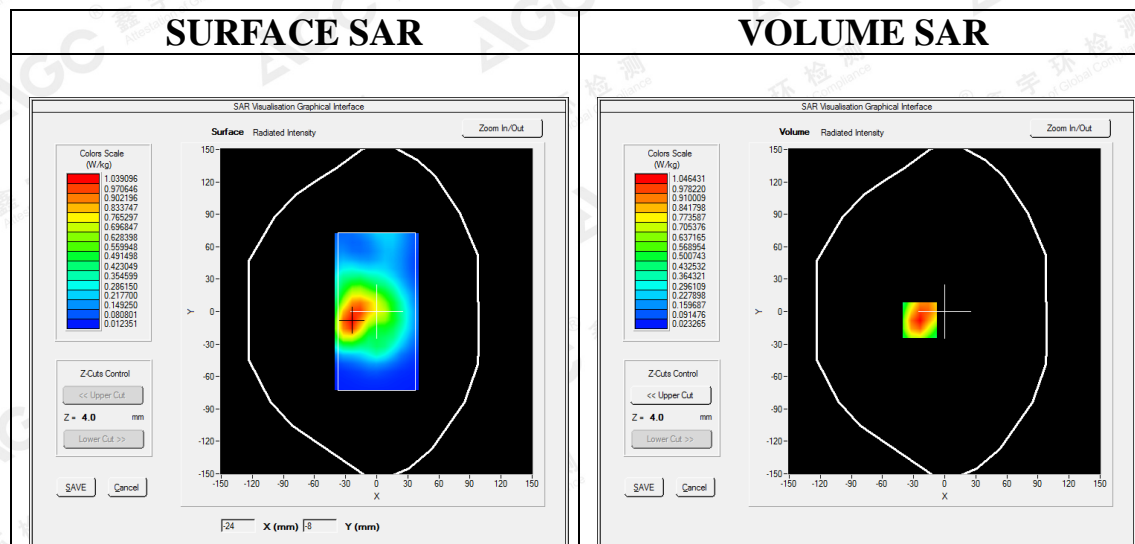 SURFACE SAR
VOLUME SAR
SAR Visualisation Graphical Interface
Surface Radiated Intensity
Zoom In/Out
Colors Scale
(W/kg)
1.039096
0.970646
0.902196
0.833747
0.765297
0.696847
0.628398
0.559948
0.491498
0.423049
0.354599
0.286150
0.217700
0.149250
0.080801
0.012351
150
120
90
60
30
0
-30
-60
-90
-120
-150
Y
-150 -120 -90 -60 -30 0 30 60 90 120 150
X
Z-Cuts Control
<< Upper Cut
Z = 4.0 mm
Lower Cut >>
SAVE Cancel
-24 X (mm) -8 Y (mm)
SAR Visualisation Graphical Interface
Volume Radiated Intensity
Zoom In/Out
Colors Scale
(W/kg)
1.046431
0.978220
0.910009
0.841798
0.773587
0.705376
0.637165
0.568954
0.500743
0.432532
0.364321
0.296109
0.227898
0.159687
0.091476
0.023265
150
120
90
60
30
0
-30
-60
-90
-120
-150
Y
-150 -120 -90 -60 -30 0 30 60 90 120 150
X
Z-Cuts Control
<< Upper Cut
Z = 4.0 mm
Lower Cut >>
SAVE Cancel